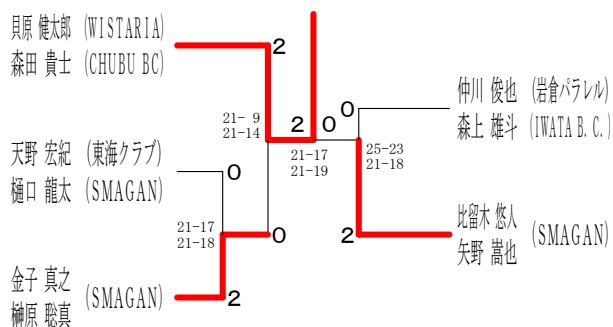 貝原 健太郎 (WISTARIA)
森田 貴士 (CHUBU BC)
2
仲川 俊也 (岩倉パラレル)
森上 雄斗 (IWATA B.C.)
0
21- 9
21-14
2 0
21-17
21-19
25-23
21-18
天野 宏紀 (東海クラブ)
樋口 龍太 (SMAGAN)
0
比留木 悠人
矢野 嵩也 (SMAGAN)
2
21-17
21-18
0
金子 真之
榊原 聡真 (SMAGAN)
2